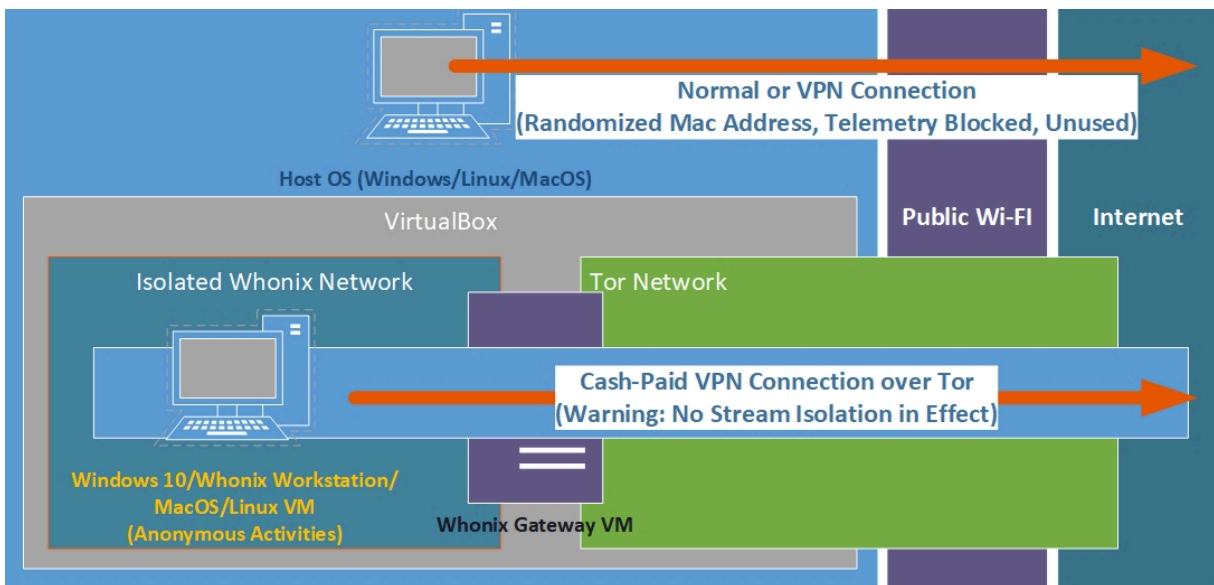 Normal or VPN Connection
(Randomized Mac Address, Telemetry Blocked, Unused)
Host OS (Windows/Linux/MacOS)
VirtualBox
Public Wi-FI
Internet
Isolated Whonix Network
Tor Network
Cash-Paid VPN Connection over Tor
(Warning: No Stream Isolation in Effect)
Windows 10/Whonix Workstation/
MacOS/Linux VM
(Anonymous Activities)
Whonix Gateway VM